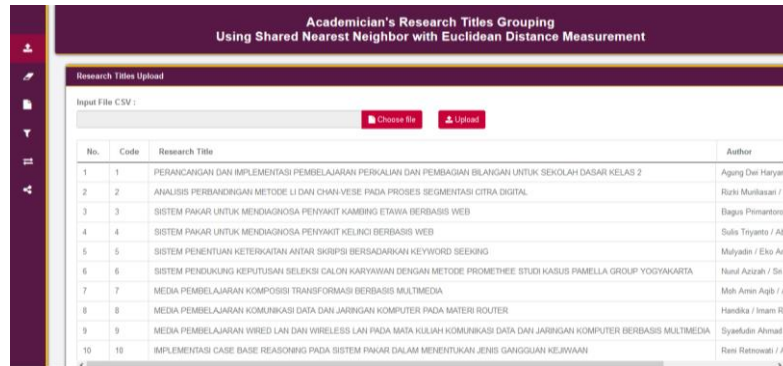 Academician's Research Titles Grouping
Using Shared Nearest Neighbor with Euclidean Distance Measurement
Research Titles Upload
Input File CSV :
Choose file Upload
No. Code Research Title Author
1 1 PERANCANGAN DAN IMPLEMENTASI PEMBELAJARAN PERKALIAN DAN PEMBAGIAN BILANGAN UNTUK SEKOLAH DASAR KELAS 2 Agung Dwi
2 2 ANALISIS PERBANDINGAN METODE LI DAN CHAN-VESE PADA PROSES SEGMENTASI CITRA DIGITAL Rizki /
3 3 SISTEM PAKAR UNTUK MENDIAGNOSA PENYAKIT KAMBING ETAWA BERBASIS WEB Bagus
4 4 SISTEM PAKAR UNTUK MENDIAGNOSA PENYAKIT KELINCI BERBASIS WEB Sulis Triyanto /
5 5 SISTEM PENENTUAN KETERKAITAN ANTAR SKRIPSI BERSADARKAN KEYWORD SEEKING Mulyadin / Eko
6 6 SISTEM PENDUKUNG KEPUTUSAN SELEKSI CALON KARYAWAN DENGAN METODE PROMETHEE STUDI KASUS PAMELLA GROUP YOGYAKARTA Nurul Azizah /
7 7 MEDIA PEMBELAJARAN KOMPOSISI TRANSFORMASI BERBASIS MULTIMEDIA Moh Amin Aqib /
8 8 MEDIA PEMBELAJARAN KOMUNIKASI DATA DAN JARINGAN KOMPUTER PADA MATERI ROUTER Handika / Imam
9 9 MEDIA PEMBELAJARAN WIRED LAN DAN WIRELESS LAN PADA MATA KULIAH KOMUNIKASI DATA DAN JARINGAN KOMPUTER BERBASIS MULTIMEDIA Syaefudin Ahmad
10 10 IMPLEMENTASI CASE BASE REASONING PADA SISTEM PAKAR DALAM MENENTUKAN JENIS GANGGUAN KEJIWAAN Reni Retnowati /